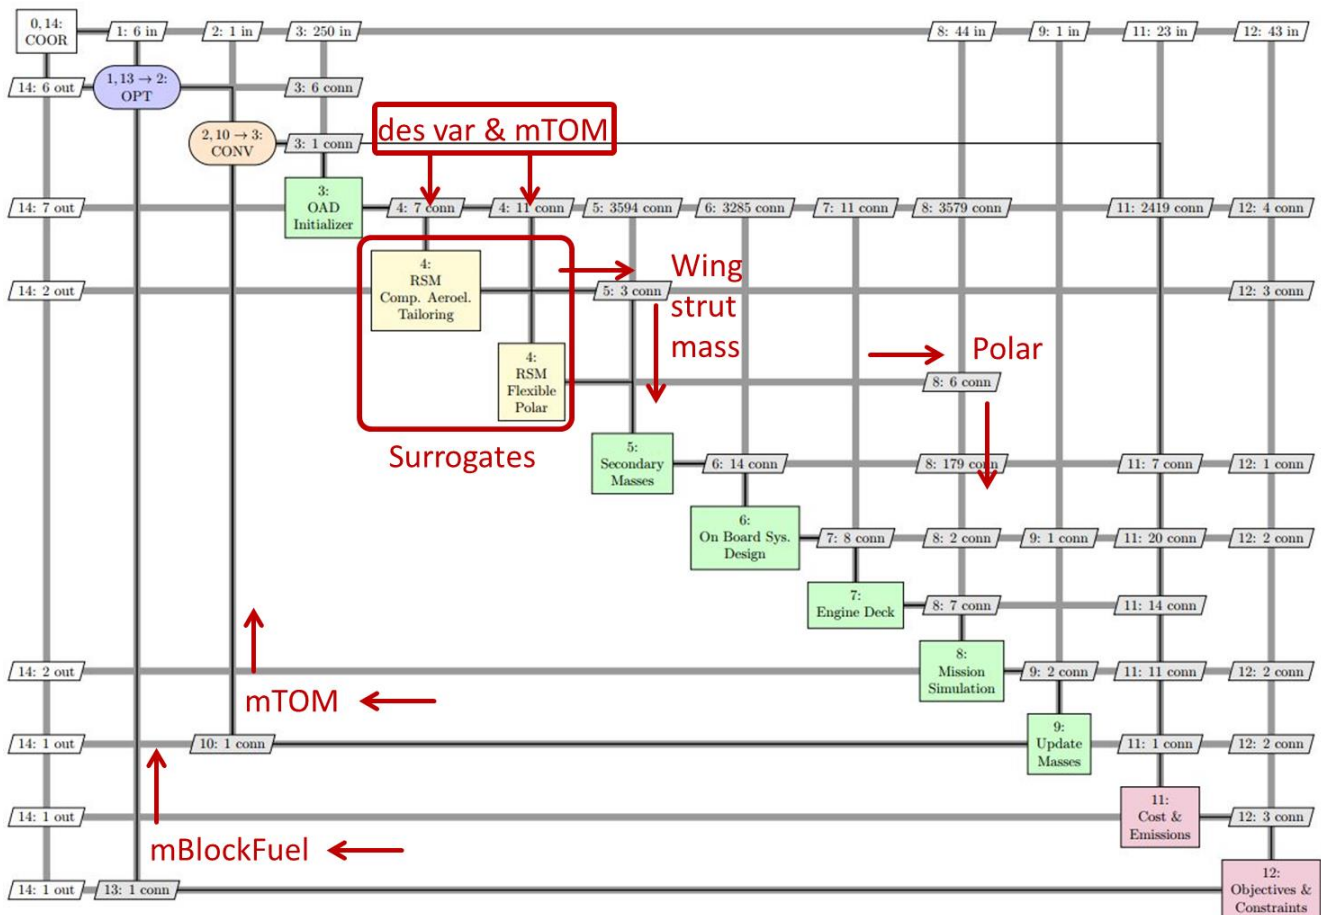 0, 14:
COOR
1: 6 in
2: 1 in
3: 250 in
8: 44 in
9: 1 in
11: 23 in
12: 43 in
14: 6 out
1, 13 → 2:
OPT
3: 6 conn
2, 10 → 3:
CONV
3: 1 conn
des var & mTOM
14: 7 out
3:
OAD
Initializer
4: 7 conn
4: 11 conn
5: 3594 conn
6: 3285 conn
7: 11 conn
8: 3579 conn
11: 2419 conn
12: 4 conn
14: 2 out
4:
RSM
Comp. Aeroel.
Tailoring
5: 3 conn
Wing
strut
mass
12: 3 conn
4:
RSM
Flexible
Polar
Polar
8: 6 conn
Surrogates
5:
Secondary
Masses
6: 14 conn
8: 179 conn
11: 7 conn
12: 1 conn
6:
On Board Sys.
Design
7: 8 conn
8: 2 conn
9: 1 conn
11: 20 conn
12: 2 conn
7:
Engine Deck
8: 7 conn
11: 14 conn
14: 2 out
mTOM
8:
Mission
Simulation
9: 2 conn
11: 11 conn
12: 2 conn
14: 1 out
10: 1 conn
9:
Update
Masses
11: 1 conn
12: 2 conn
14: 1 out
mBlockFuel
11:
Cost &
Emissions
12: 3 conn
14: 1 out
13: 1 conn
12:
Objectives &
Constraints